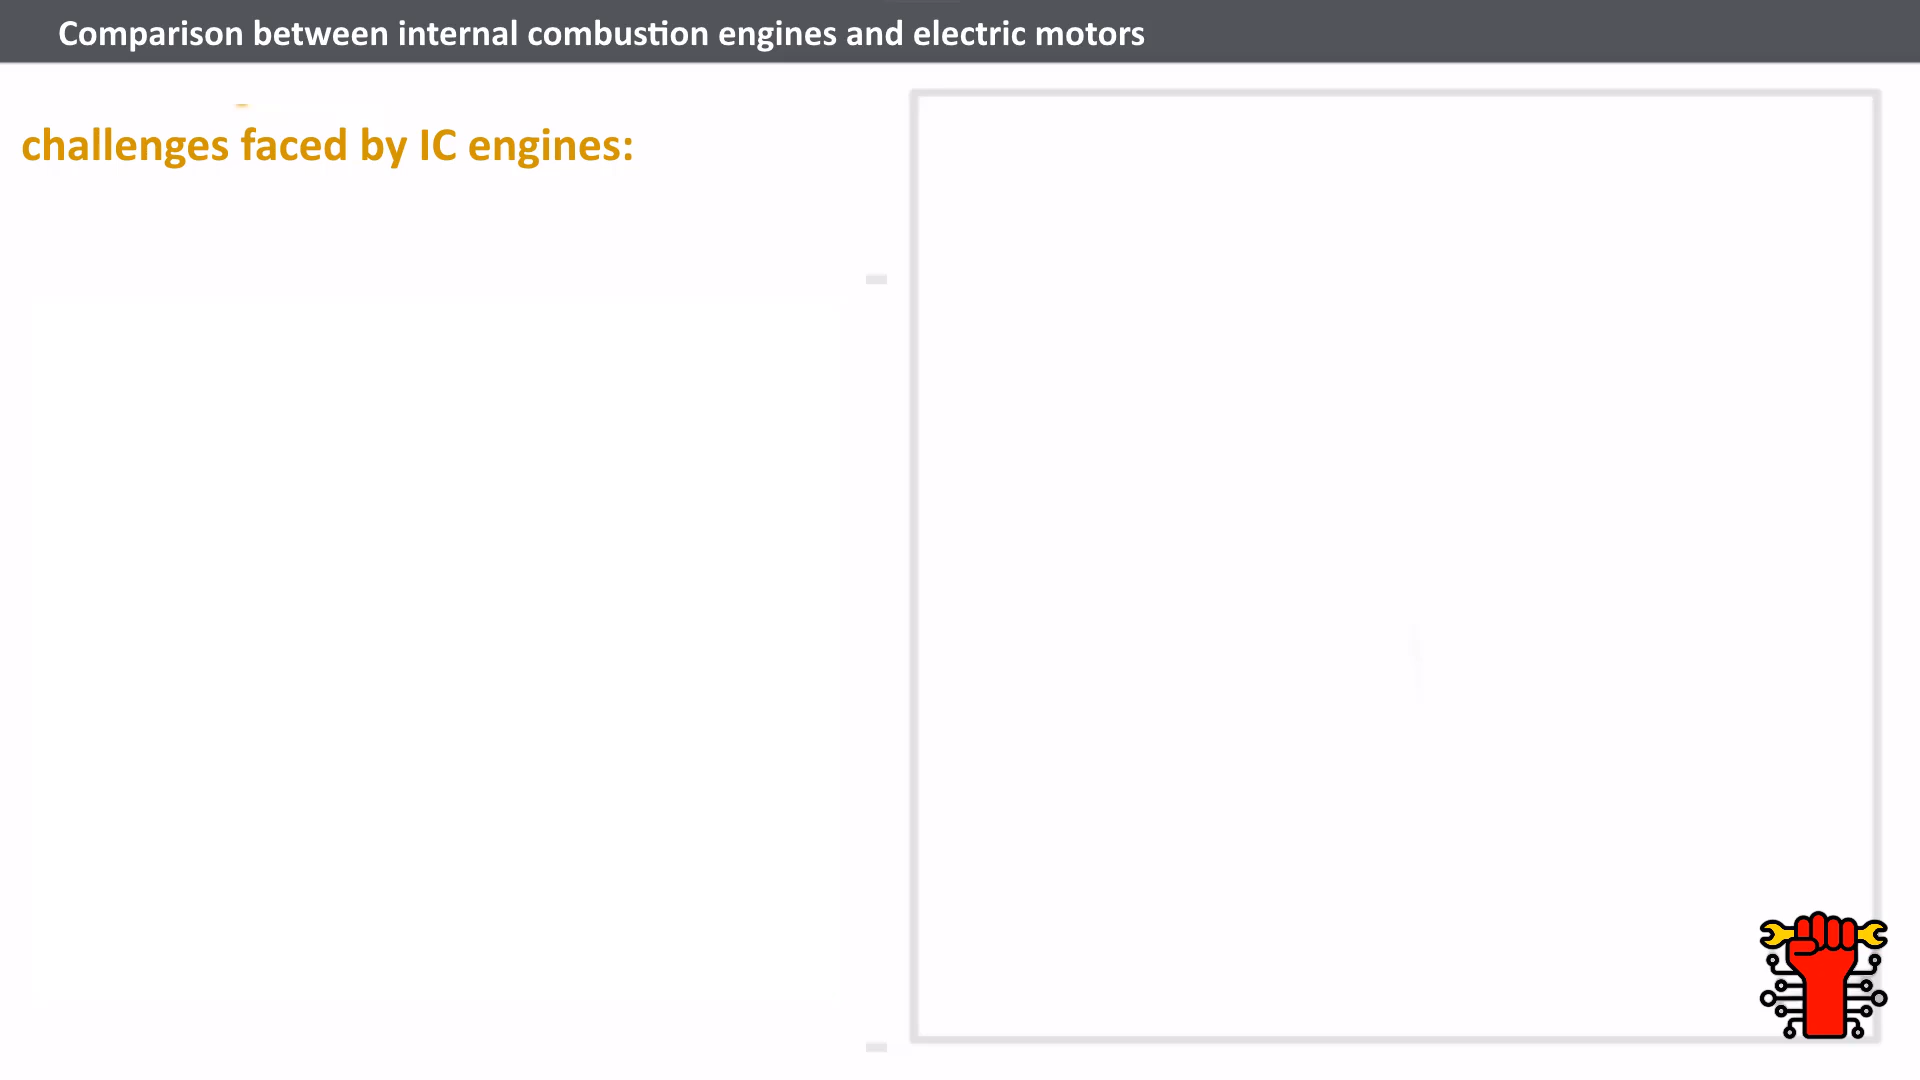 Comparison between internal combustion engines and electric motors
challenges faced by IC engines: